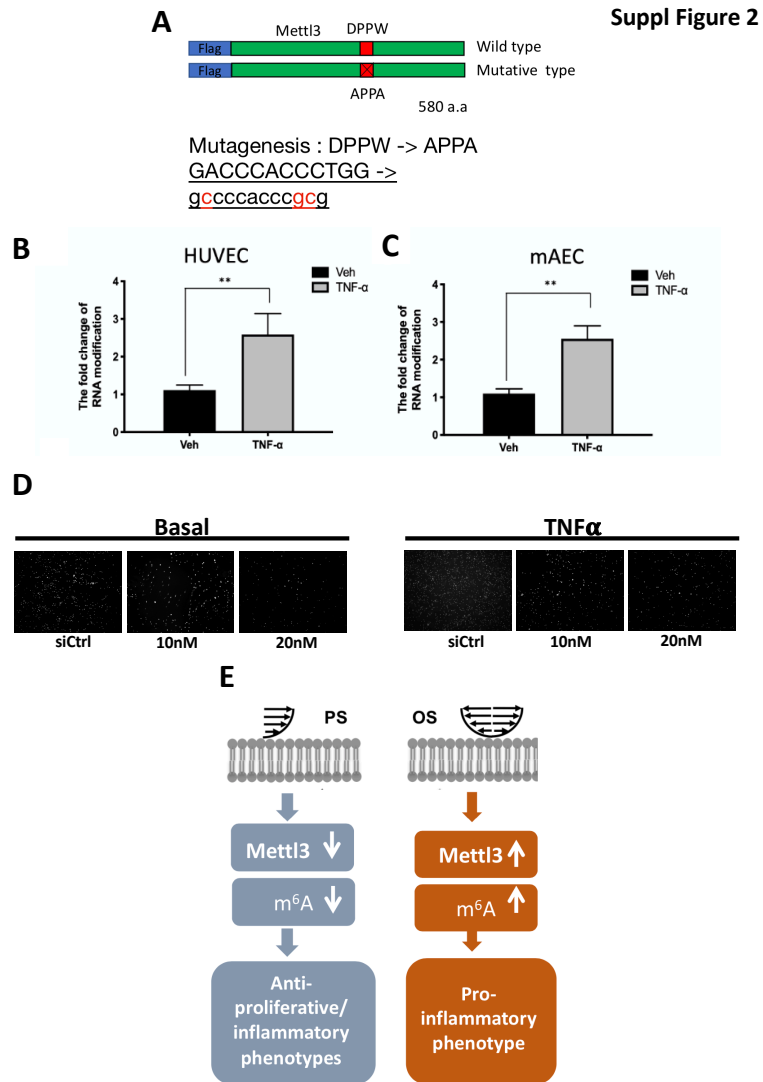 Suppl Figure 2
A
Mettl3
DPPW
Flag
Wild type
Flag
Mutative type
APPA
580 a.a
Mutagenesis : DPPW -> APPA
GACCCACCCTGG ->
gccccacccgcg
B
HUVEC
Veh
TNF-α
**
The fold change of
RNA modification
4
3
2
1
0
Veh
TNF-α
C
mAEC
Veh
TNF-α
**
The fold change of
RNA modification
4
3
2
1
0
Veh
TNF-α
D
Basal
TNFα
siCtrl
10nM
20nM
siCtrl
10nM
20nM
E
PS
OS
Mettl3
Mettl3
m⁶A
m⁶A
Anti-
proliferative/
inflammatory
phenotypes
Pro-
inflammatory
phenotype